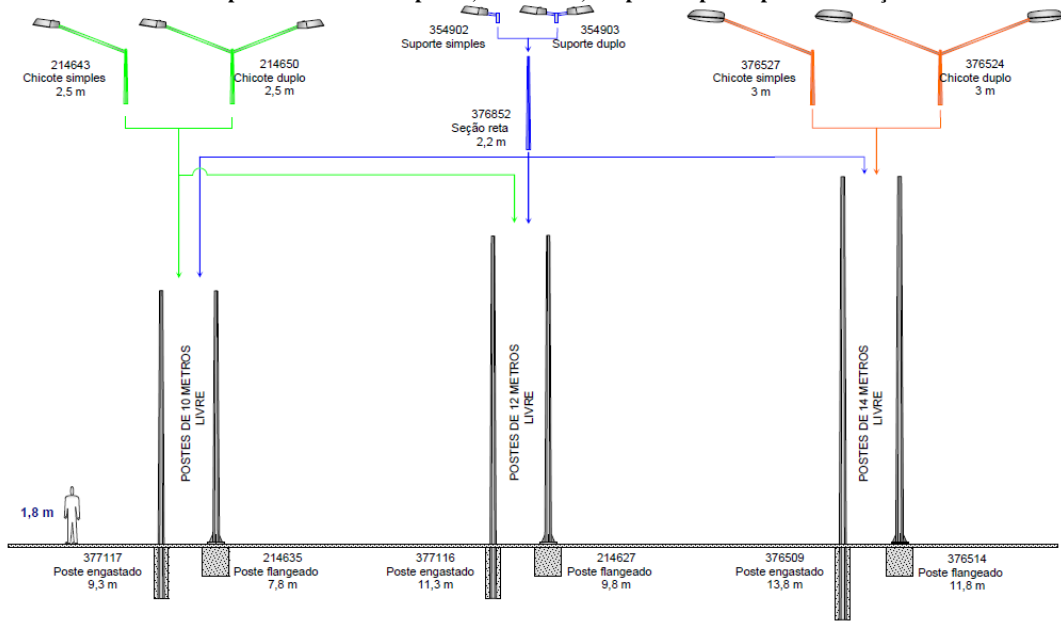 354902
Suporte simples
354903
Suporte duplo
214643
Chicote simples
2,5 m
214650
Chicote duplo
2,5 m
376527
Chicote simples
3 m
376524
Chicote duplo
3 m
376852
Seção reta
2,2 m
POSTES DE 10 METROS
LIVRE
POSTES DE 12 METROS
LIVRE
POSTES DE 14 METROS
LIVRE
1,8 m
377117
Poste engastado
9,3 m
214635
Poste flangeado
7,8 m
377116
Poste engastado
11,3 m
214627
Poste flangeado
9,8 m
376509
Poste engastado
13,8 m
376514
Poste flangeado
11,8 m